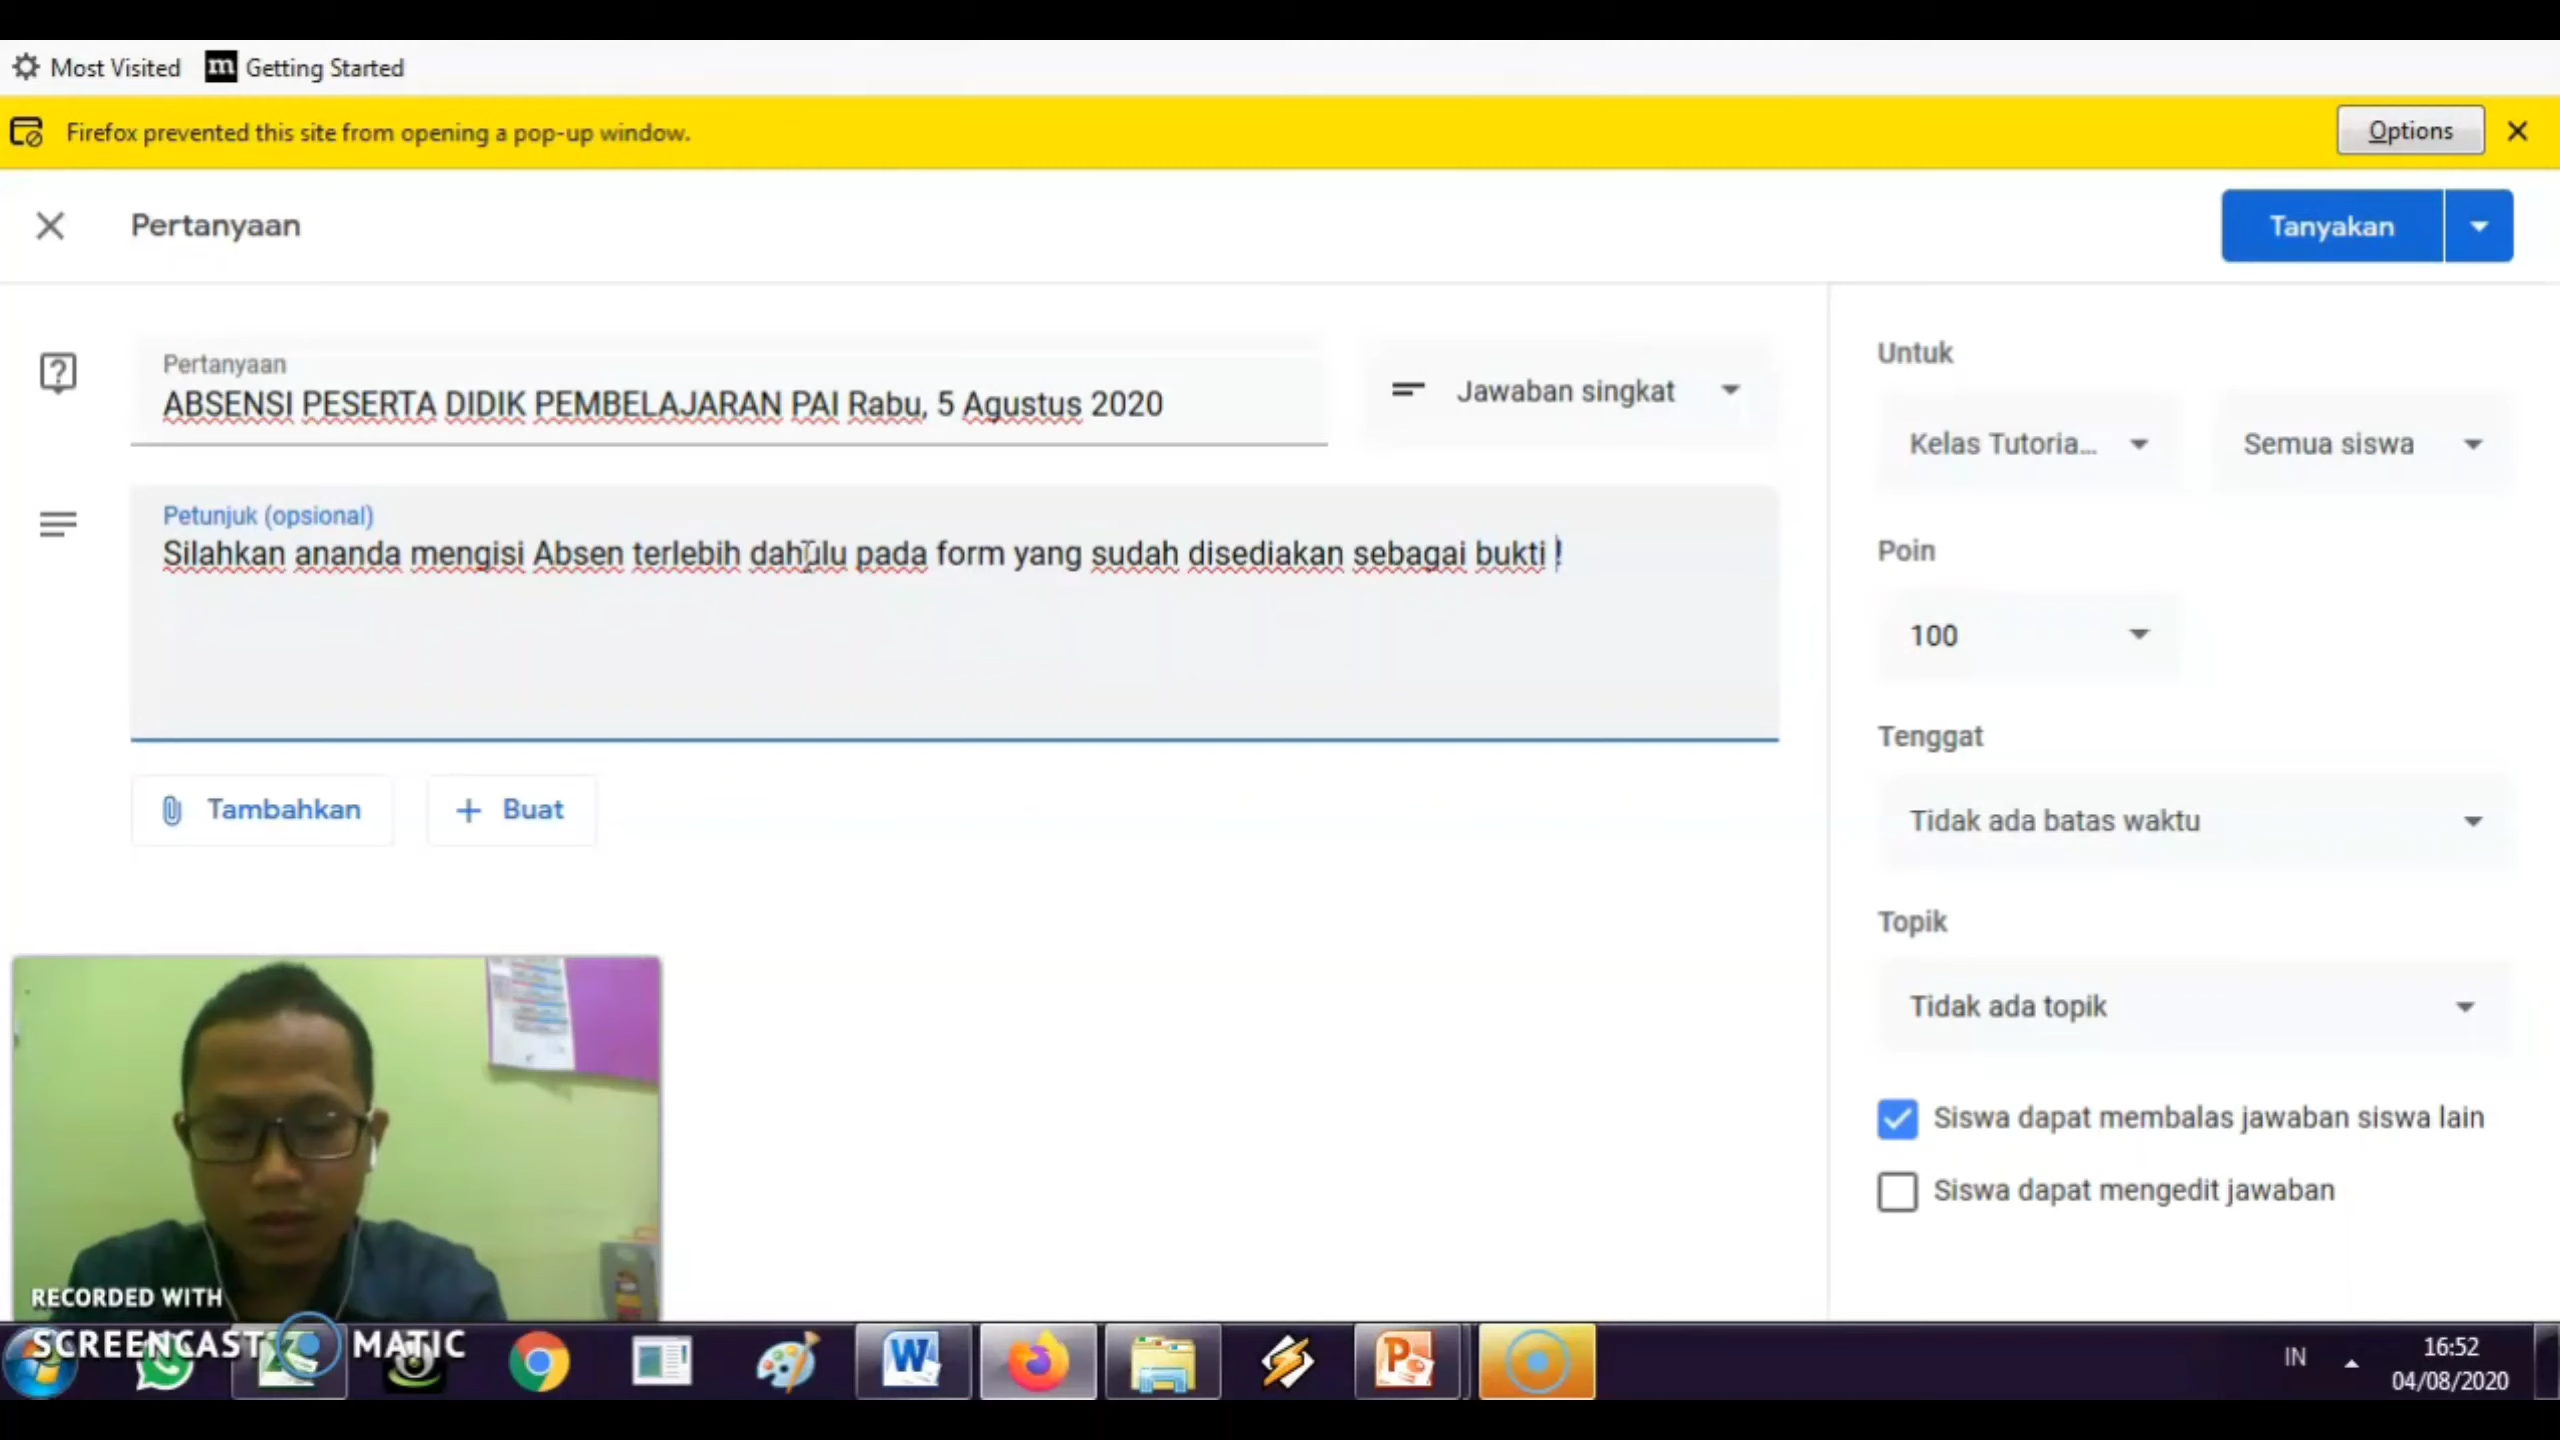 Most Visited
Getting Started
Firefox prevented this site from opening a pop-up window.
Options
Pertanyaan
Tanyakan
Pertanyaan
ABSENSI PESERTA DIDIK PEMBELAJARAN PAI Rabu, 5 Agustus 2020
Jawaban singkat
Petunjuk (opsional)
Silahkan ananda mengisi Absen terlebih dahulu pada form yang sudah disediakan sebagai bukti !
Tambahkan
Buat
Untuk
Kelas Tutoria...
Semua siswa
Poin
100
Tenggat
Tidak ada batas waktu
Topik
Tidak ada topik
Siswa dapat membalas jawaban siswa lain
Siswa dapat mengedit jawaban
RECORDED WITH
SCREENCAST MATIC
IN
16:52
04/08/2020